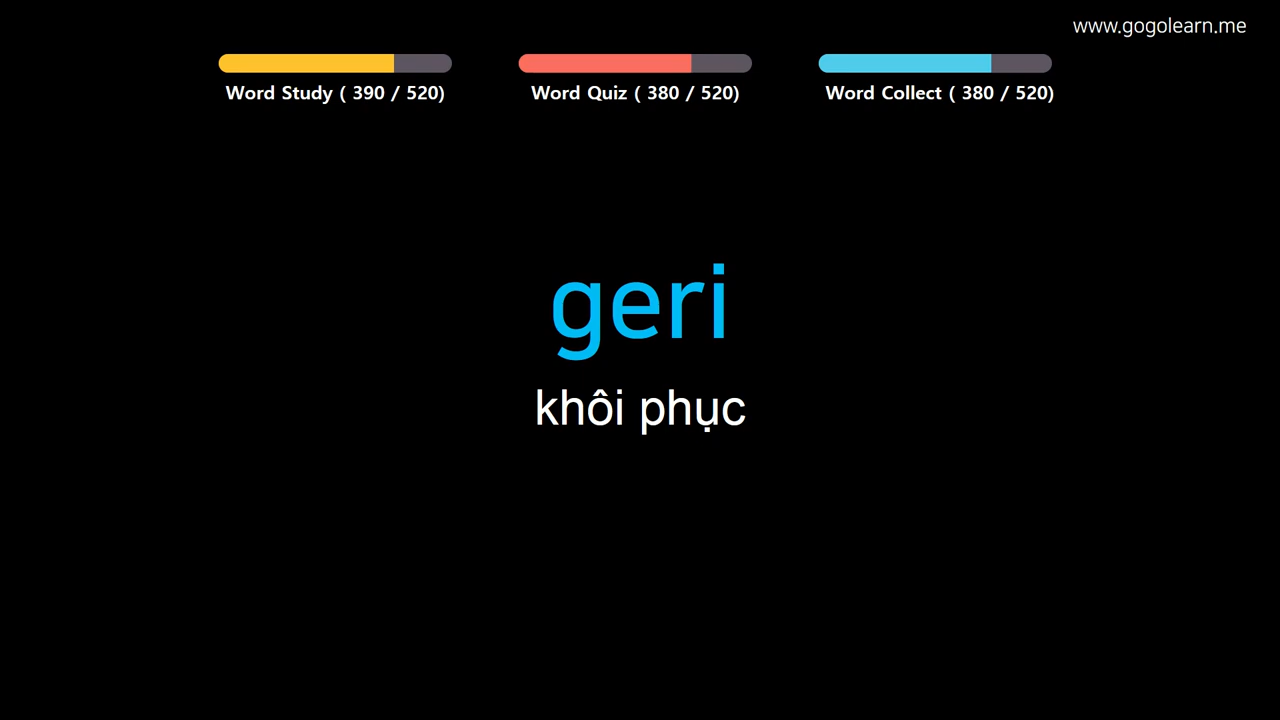 www.gogolearn.me
Word Study ( 390 / 520)
Word Quiz ( 380 / 520)
Word Collect ( 380 / 520)
geri
khôi phục